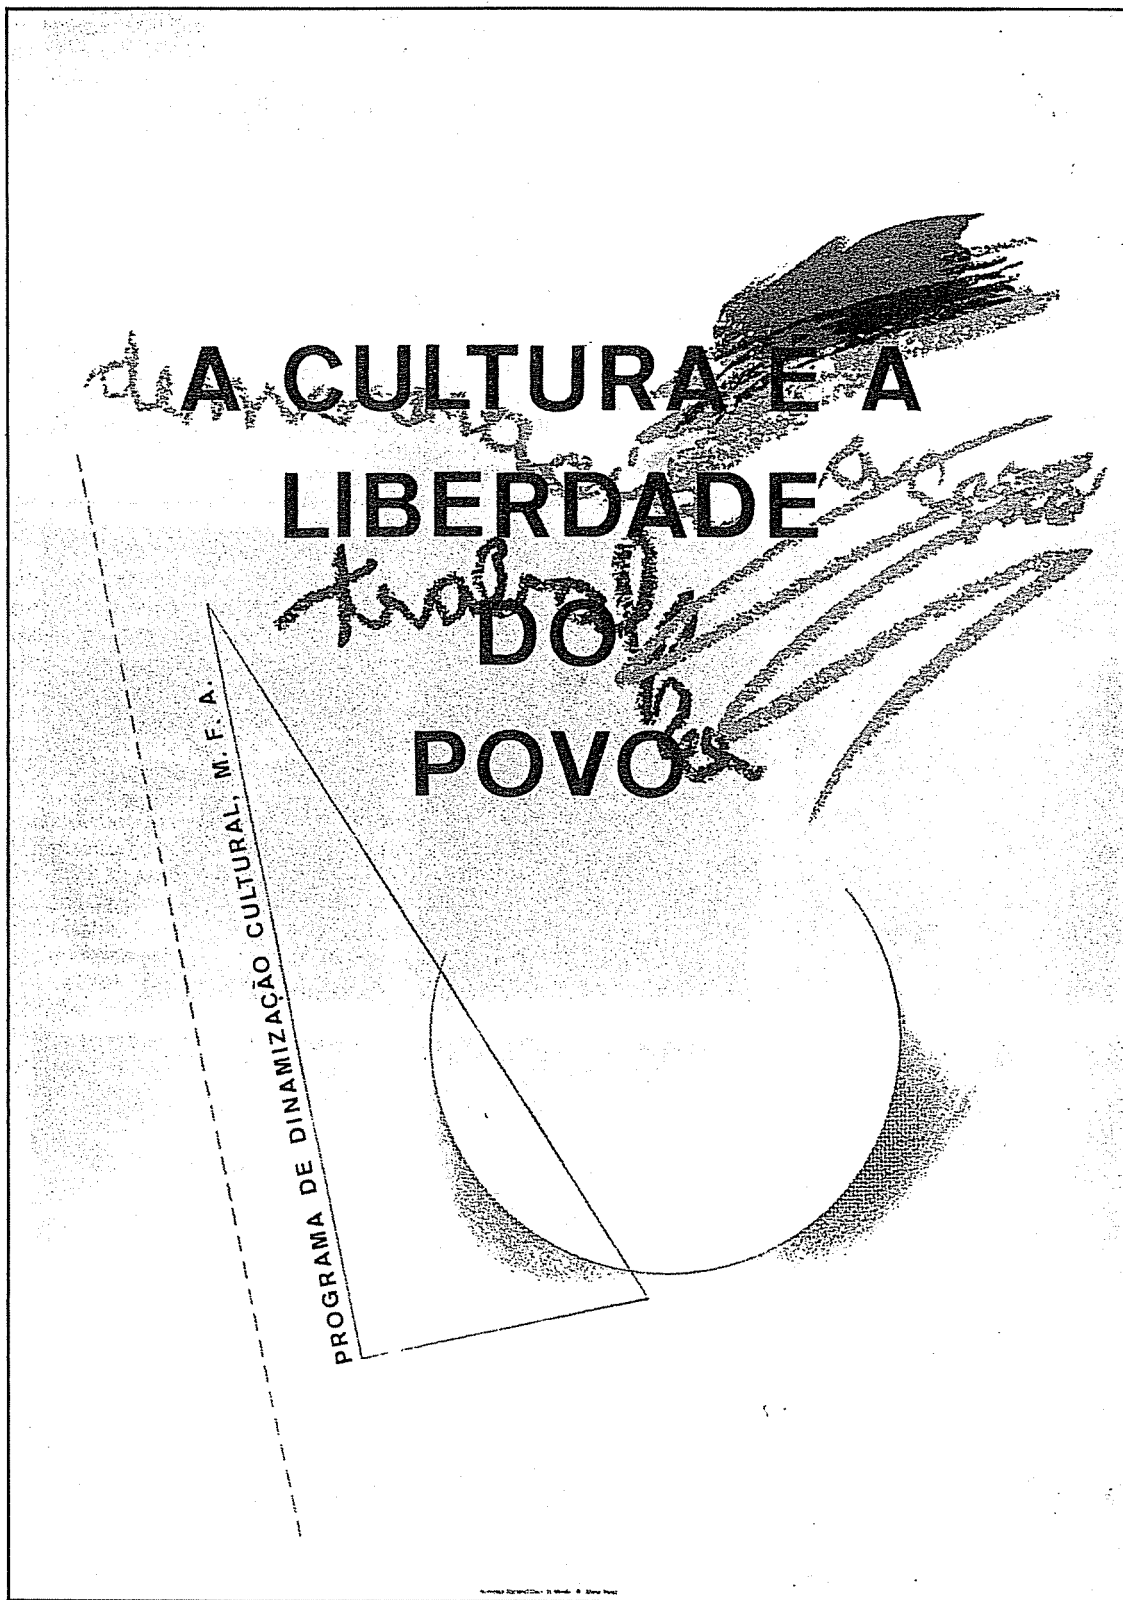 A CULTURA E A
LIBERDADE
DO
POVO
PROGRAMA DE DINAMIZAÇÃO CULTURAL, M. F. A.